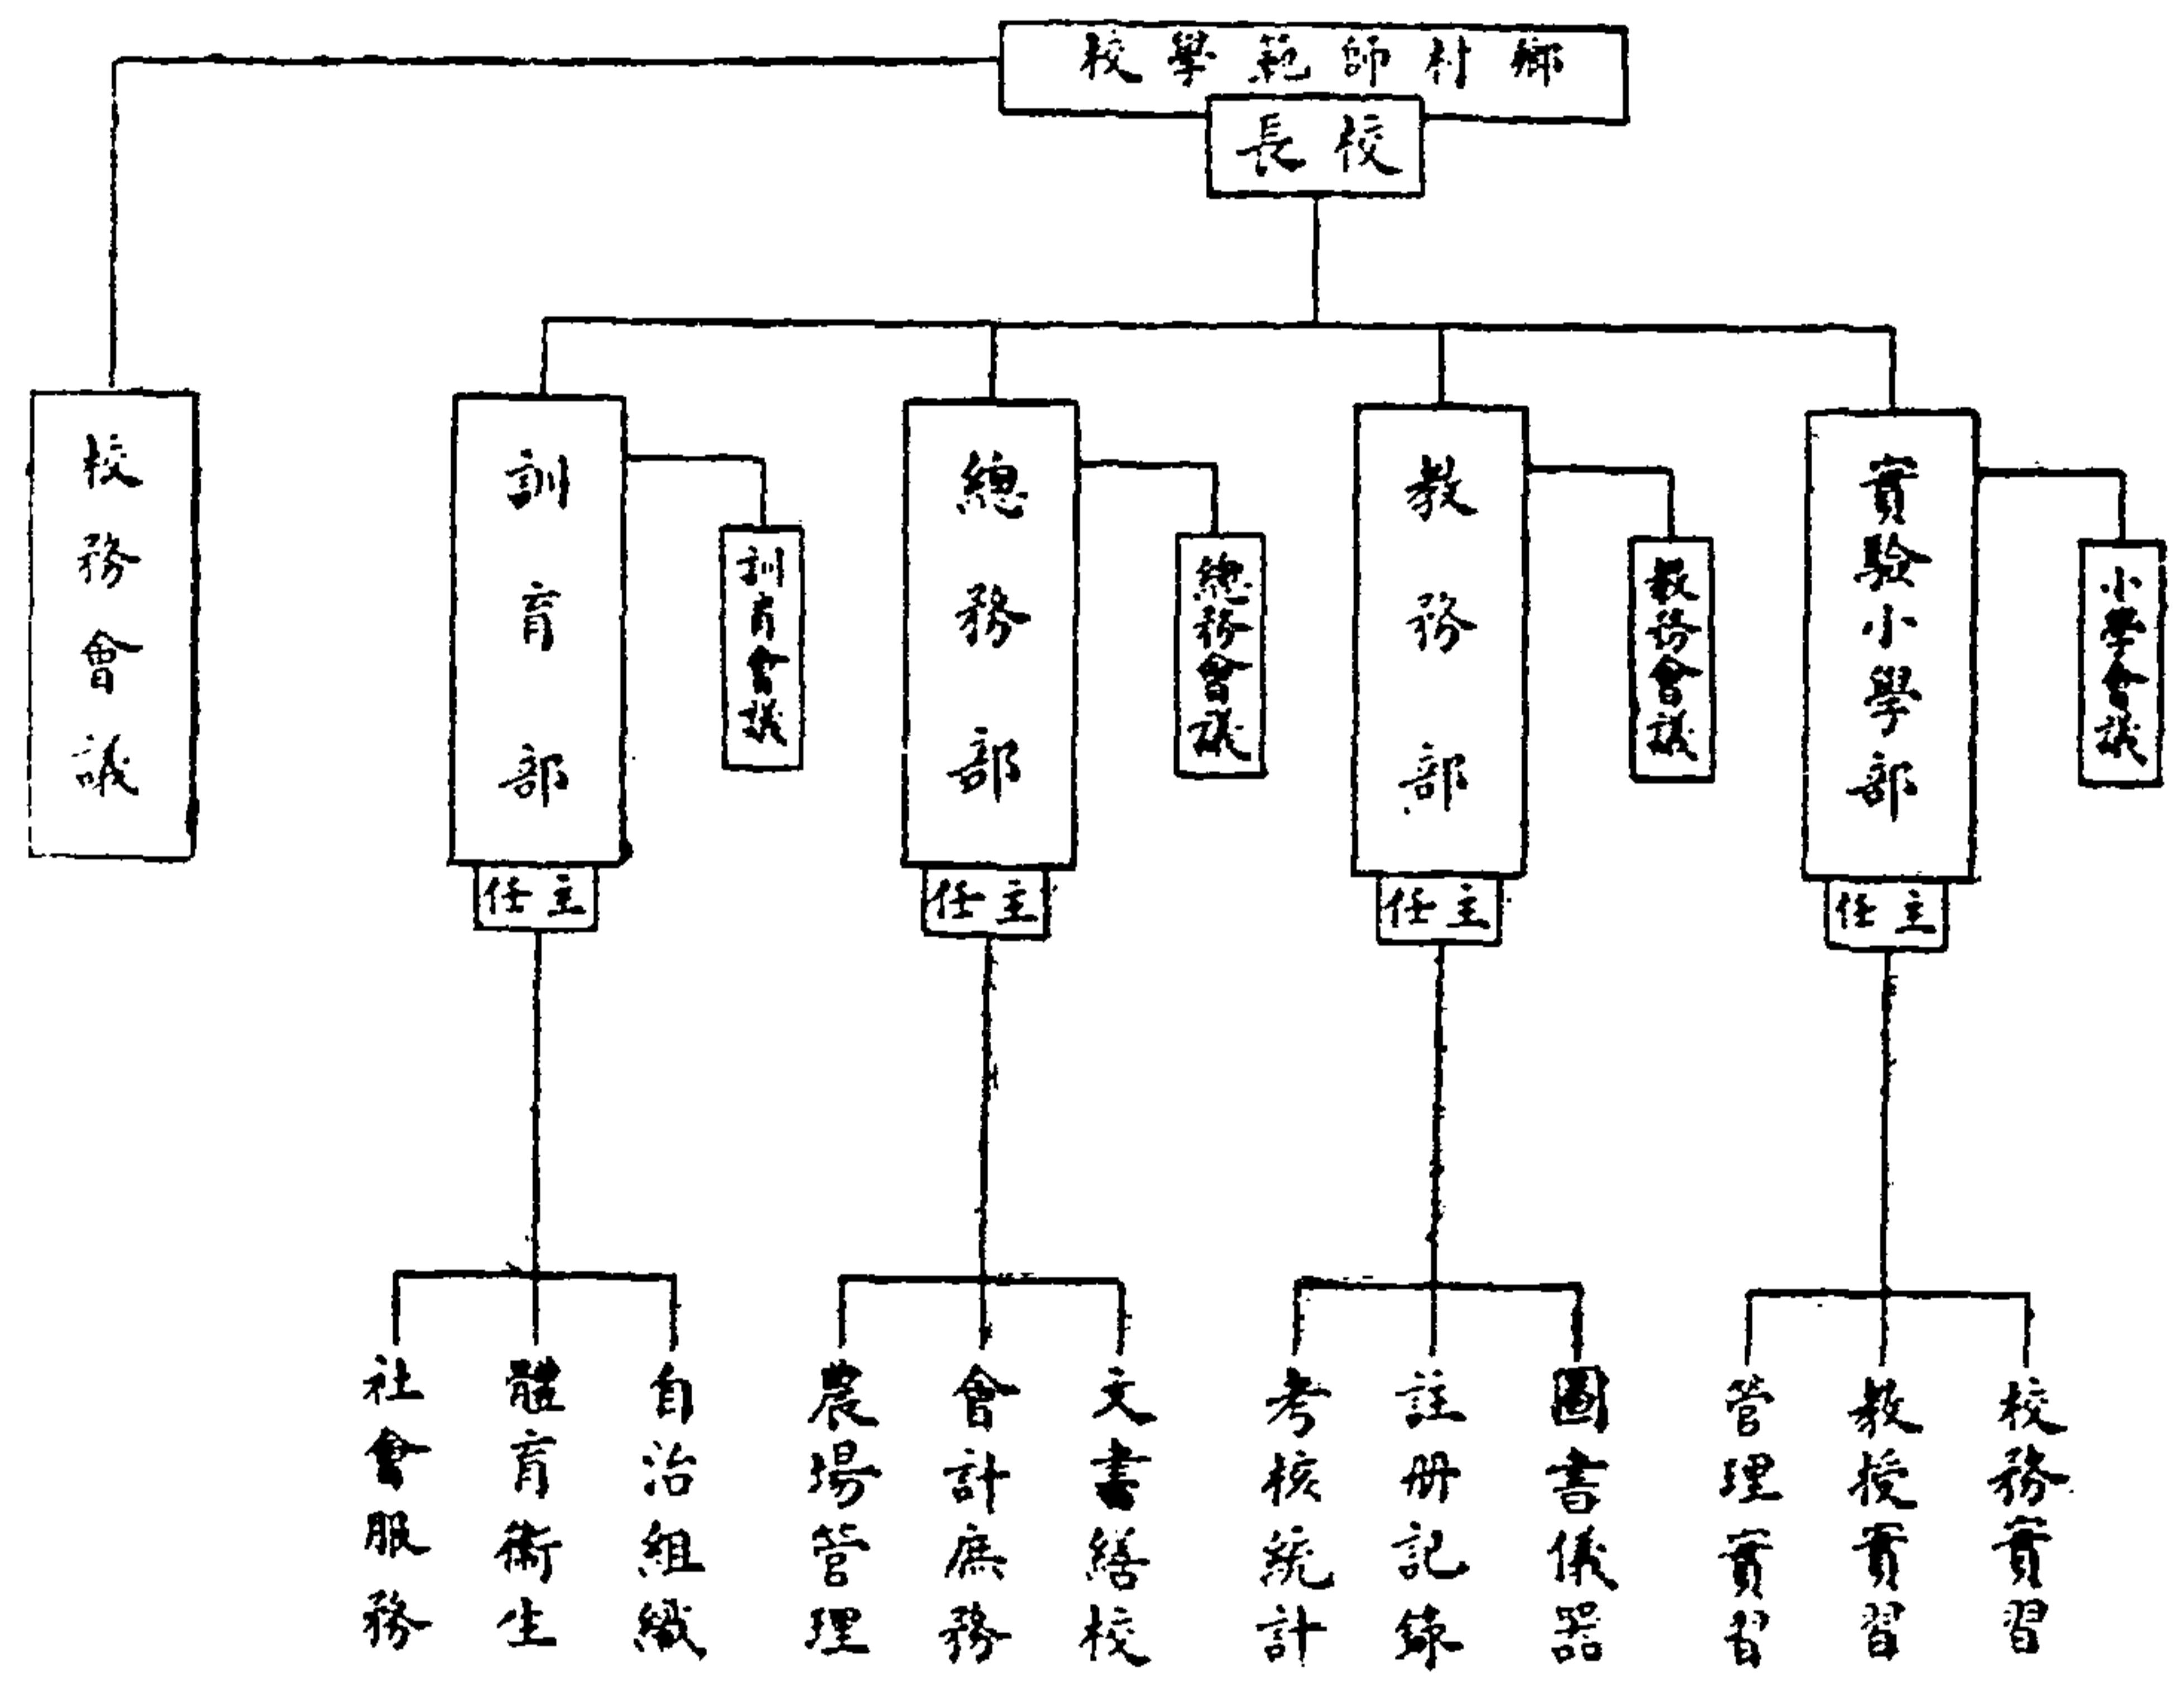 鄉村師範學校
校長
校務會議
實驗小學部
小學會議
主任
教務部
教務會議
主任
總務部
總務會議
主任
訓育部
訓育會議
主任
校務實習
教授實習
管理實習
圖書儀器
註册記錄
考核統計
文書繕校
會計庶務
農場管理
自治組織
體育衛生
社會服務